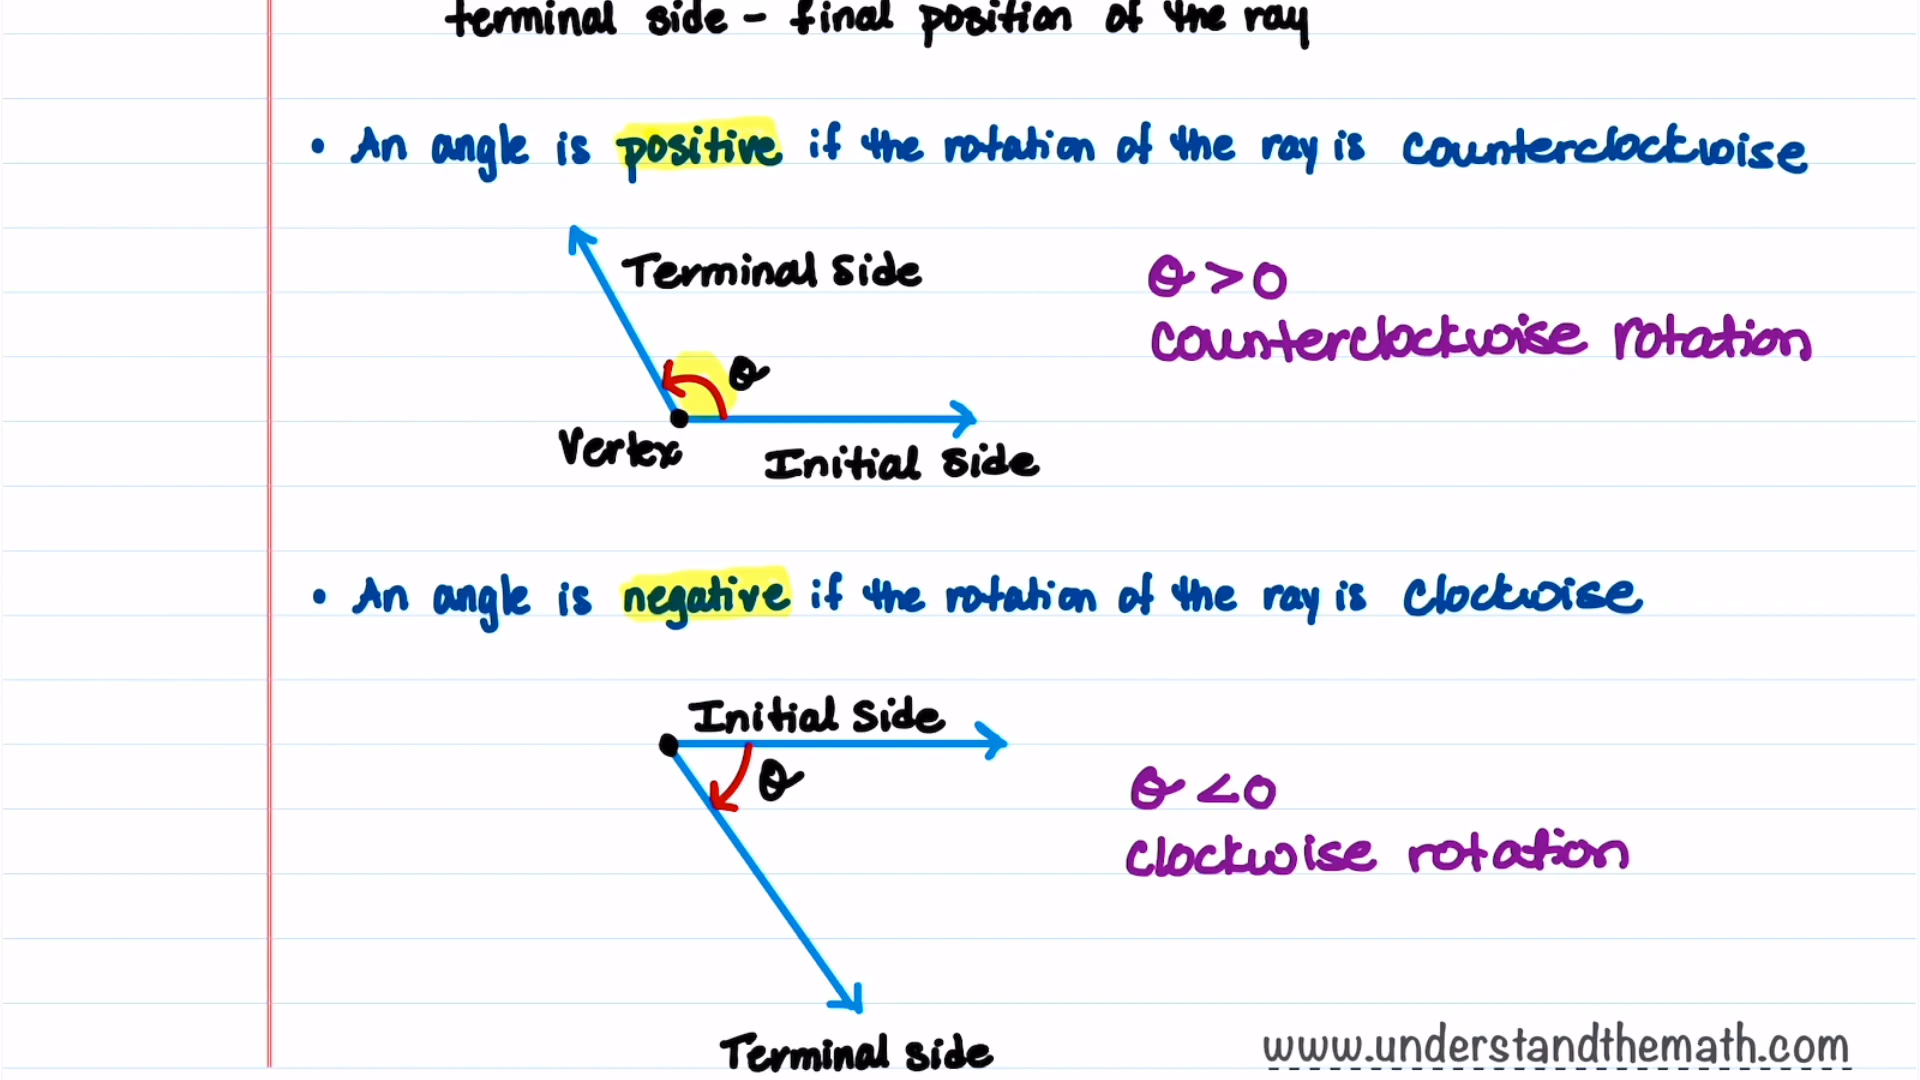 terminal side - final position of the ray
• An angle is positive if the rotation of the ray is counterclockwise
Terminal side
θ > 0
counterclockwise rotation
θ
Vertex
Initial side
• An angle is negative if the rotation of the ray is clockwise
Initial side
θ
θ < 0
clockwise rotation
Terminal side
www.understandthemath.com